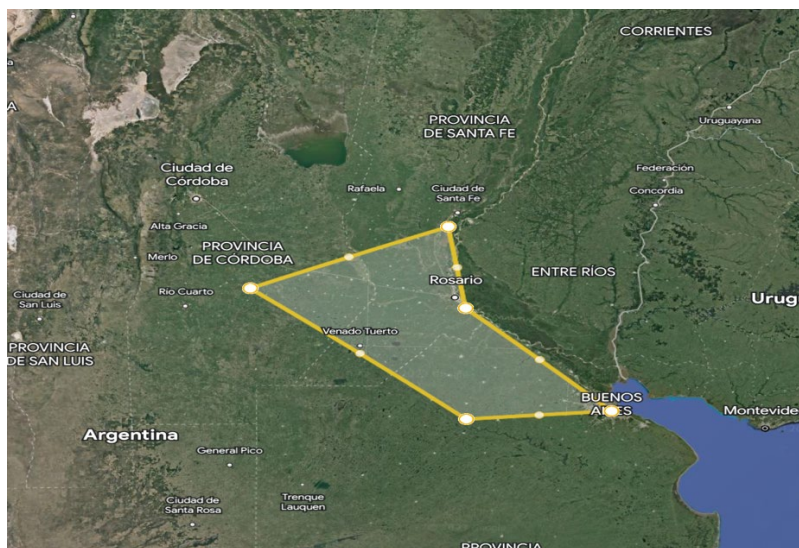 CORRIENTES
Uruguayana
PROVINCIA
DE SANTA FE
Ciudad de
Córdoba
Federación
Rafaela
Ciudad de
Santa Fe
Concordia
Alta Gracia
PROVINCIA
DE CÓRDOBA
Merlo
ENTRE RÍOS
Rosario
Río Cuarto
Ciudad de
San Luis
Urug
Venado Tuerto
PROVINCIA
DE SAN LUIS
BUENOS
AIRES
Montevide
Argentina
General Pico
Ciudad de
Santa Rosa
Trenque
Lauquen
PROVINCIA